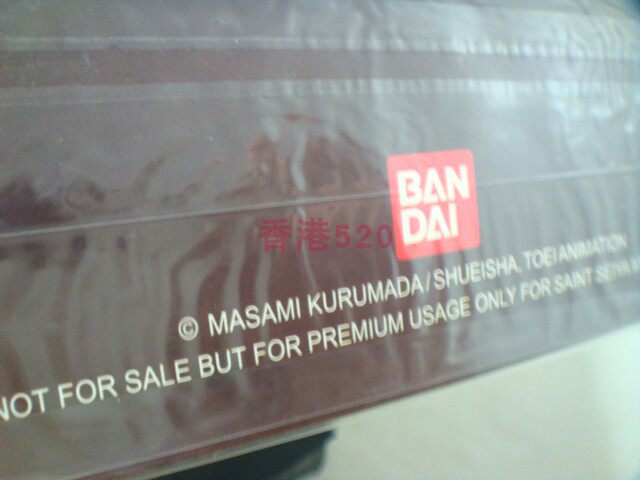 BAN
DAI
香港520
© MASAMI KURUMADA/SHUEISHA, TOEI ANIMATION
NOT FOR SALE BUT FOR PREMIUM USAGE ONLY FOR SAINT SEIYA